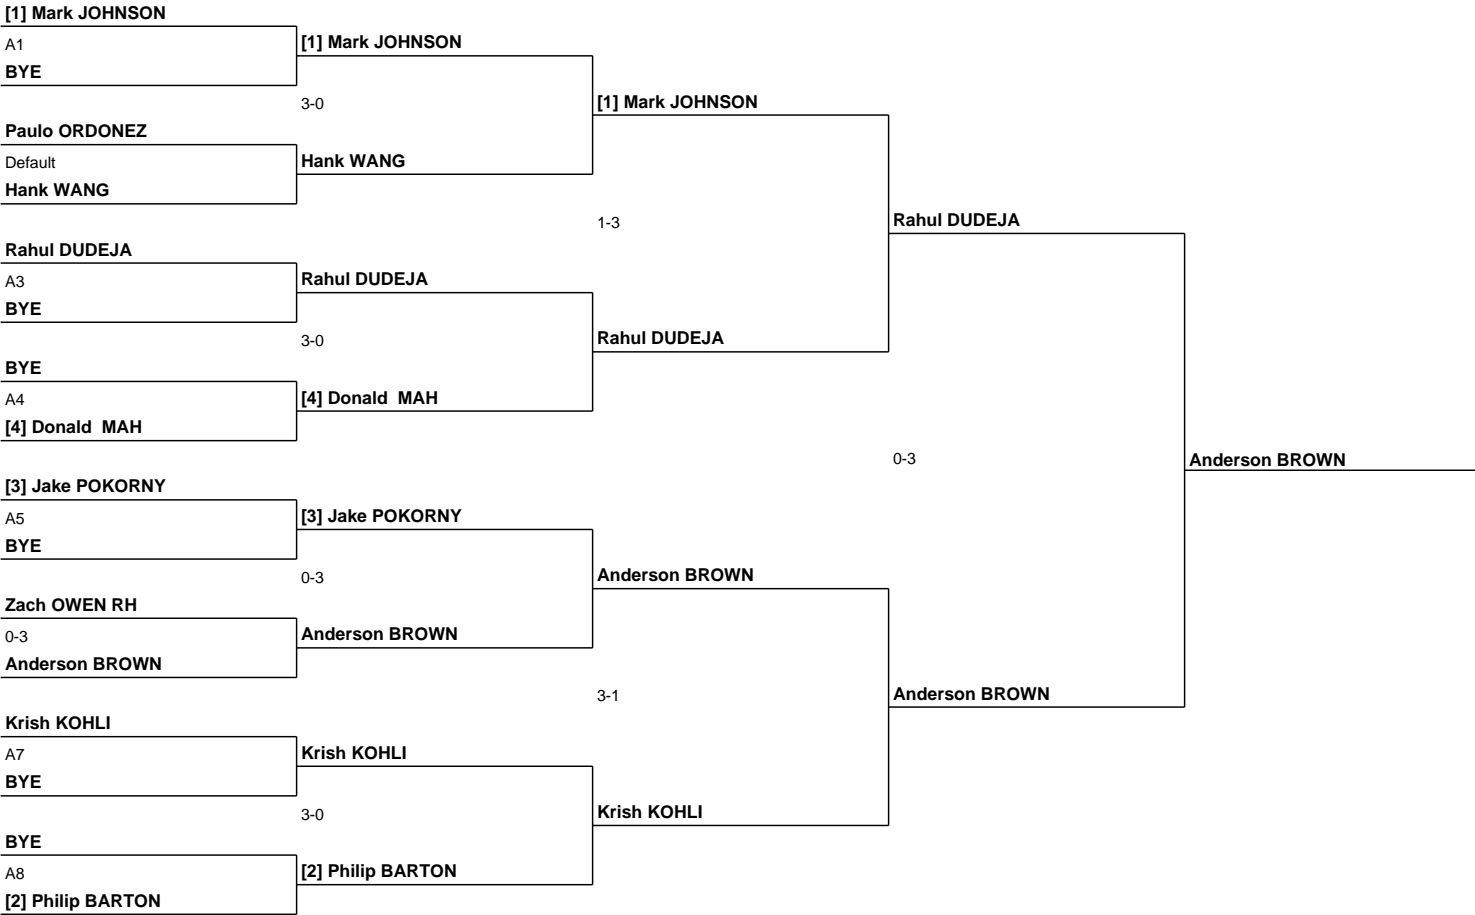 [1] Mark JOHNSON
A1
BYE
[1] Mark JOHNSON
3-0
Paulo ORDONEZ
Default
Hank WANG
Hank WANG
[1] Mark JOHNSON
1-3
Rahul DUDEJA
A3
BYE
Rahul DUDEJA
3-0
BYE
A4
[4] Donald  MAH
[4] Donald  MAH
Rahul DUDEJA
Rahul DUDEJA
0-3
[3] Jake POKORNY
A5
BYE
[3] Jake POKORNY
0-3
Zach OWEN RH
0-3
Anderson BROWN
Anderson BROWN
Anderson BROWN
3-1
Krish KOHLI
A7
BYE
Krish KOHLI
3-0
BYE
A8
[2] Philip BARTON
[2] Philip BARTON
Krish KOHLI
Anderson BROWN
Anderson BROWN